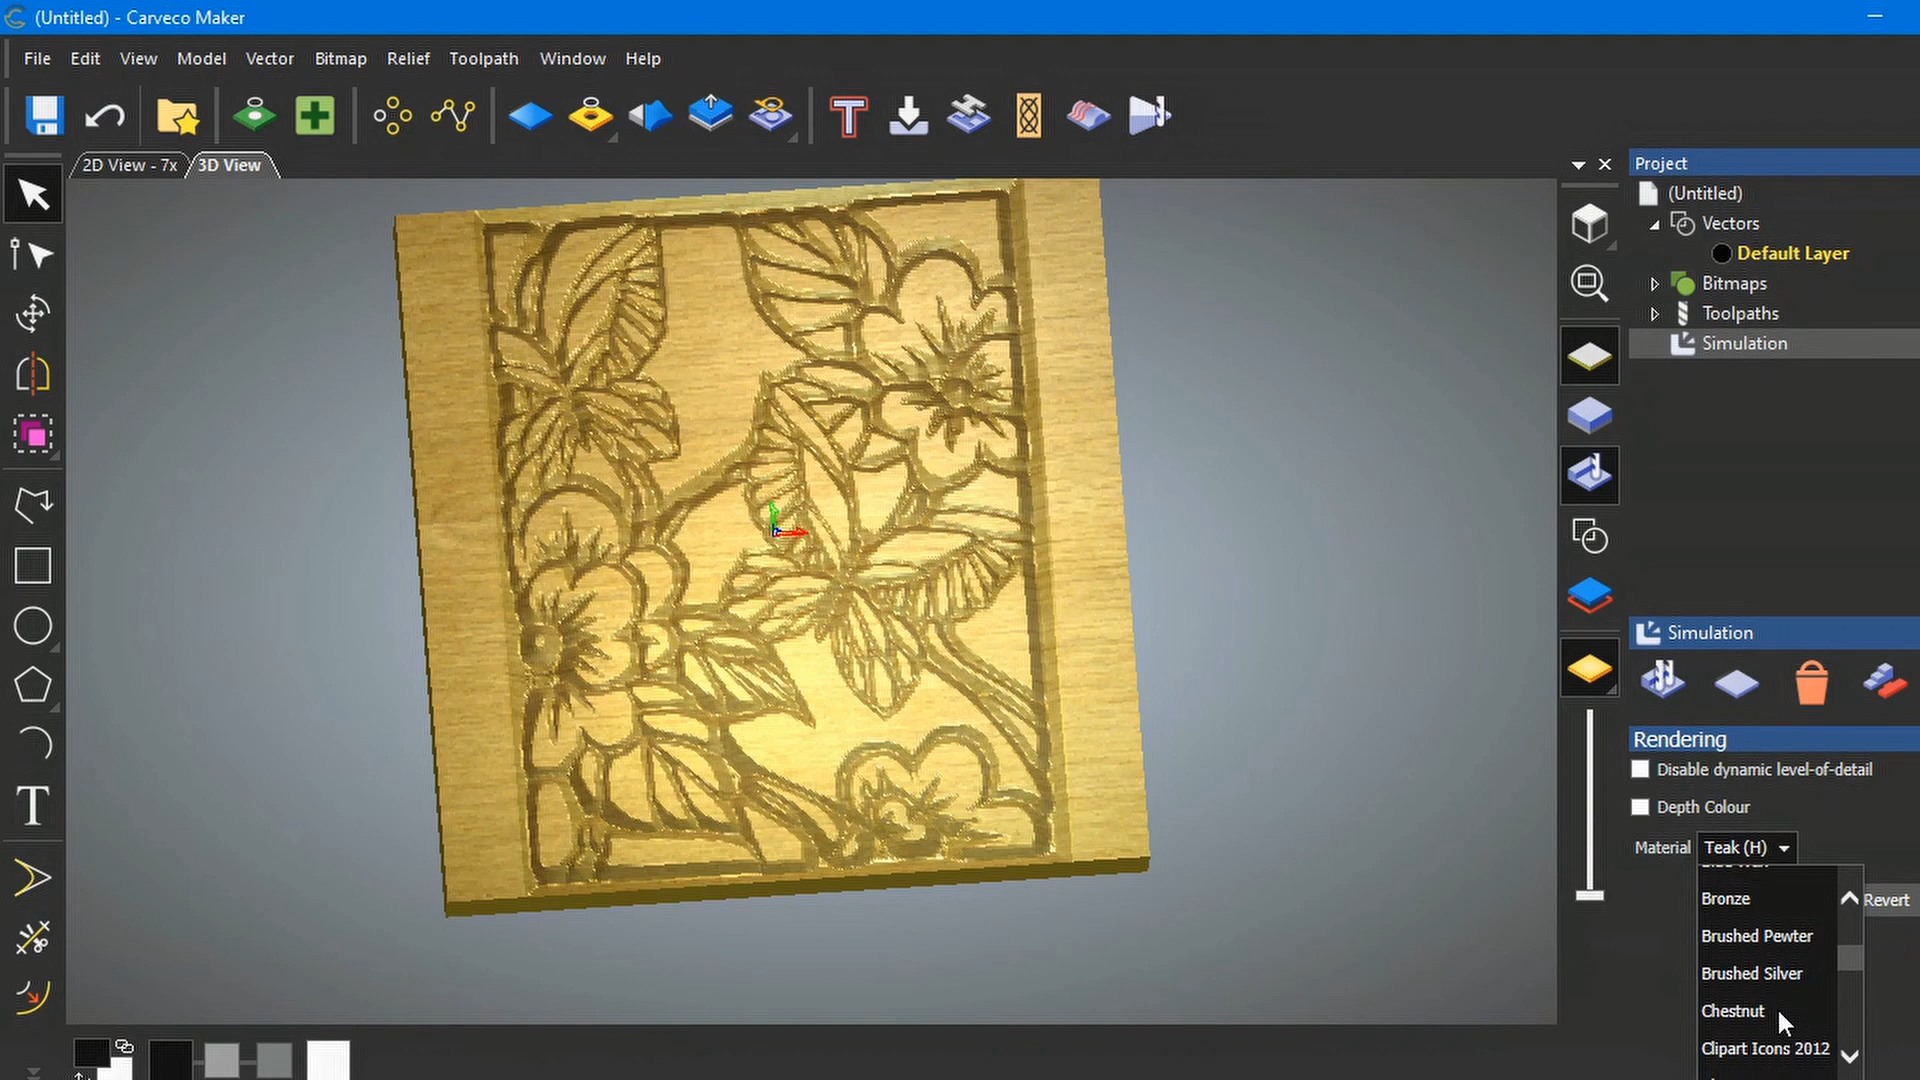 (Untitled) - Carveco Maker
File Edit View Model Vector Bitmap Relief Toolpath Window Help
2D View - 7x 3D View
Project
(Untitled)
Vectors
Default Layer
Bitmaps
Toolpaths
Simulation
Simulation
Rendering
Disable dynamic level-of-detail
Depth Colour
Material Teak (H)
Bronze
Revert
Brushed Pewter
Brushed Silver
Chestnut
Clipart Icons 2012